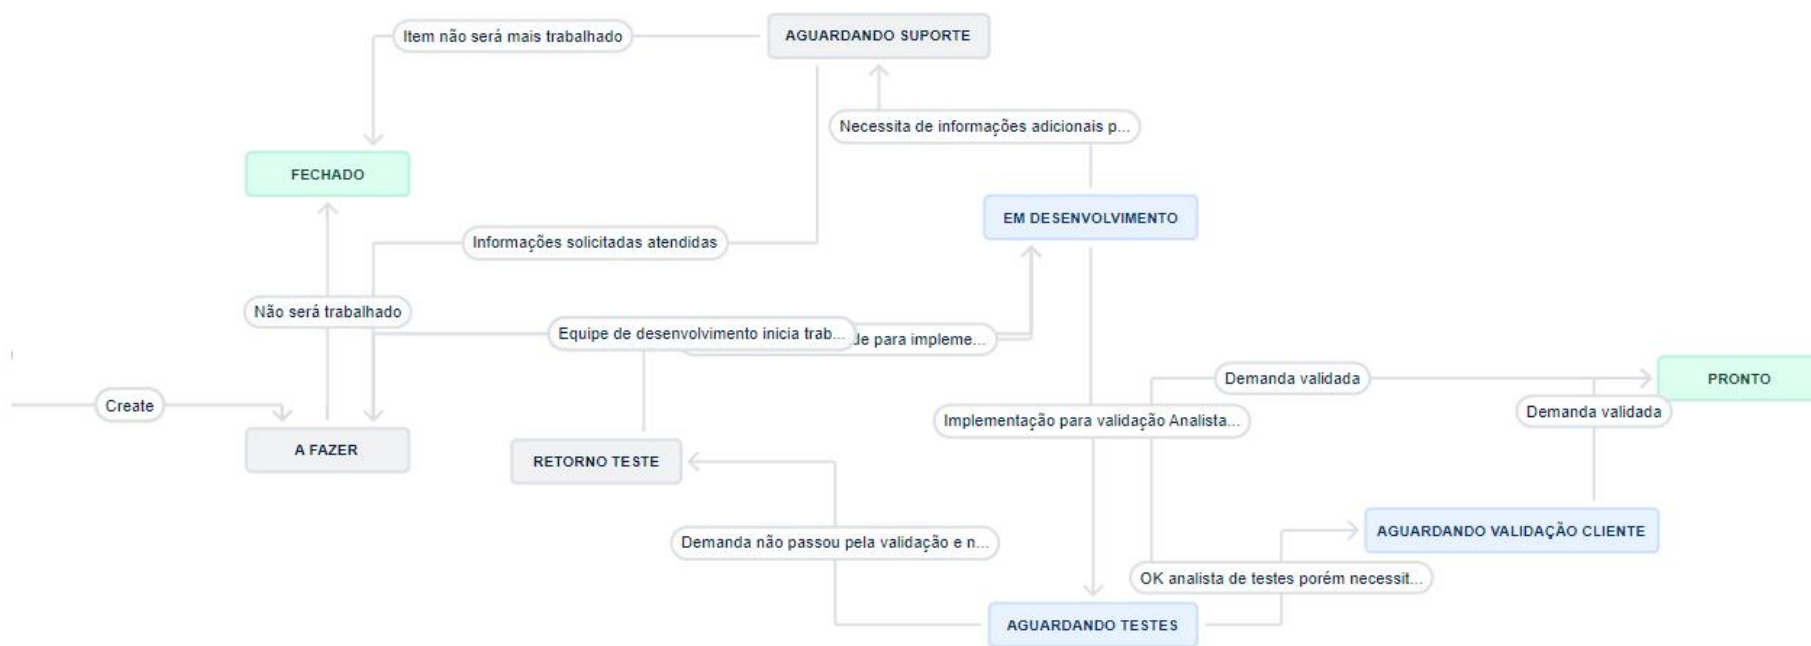 Item não será mais trabalhado
AGUARDANDO SUPORTE
Necessita de informações adicionais p...
FECHADO
EM DESENVOLVIMENTO
Informações solicitadas atendidas
Não será trabalhado
Equipe de desenvolvimento inicia trab...
de para impleme...
Demanda validada
PRONTO
Create
Demanda validada
Implementação para validação Analista...
A FAZER
RETORNO TESTE
AGUARDANDO VALIDAÇÃO CLIENTE
Demanda não passou pela validação e n...
OK analista de testes porém necessit...
AGUARDANDO TESTES